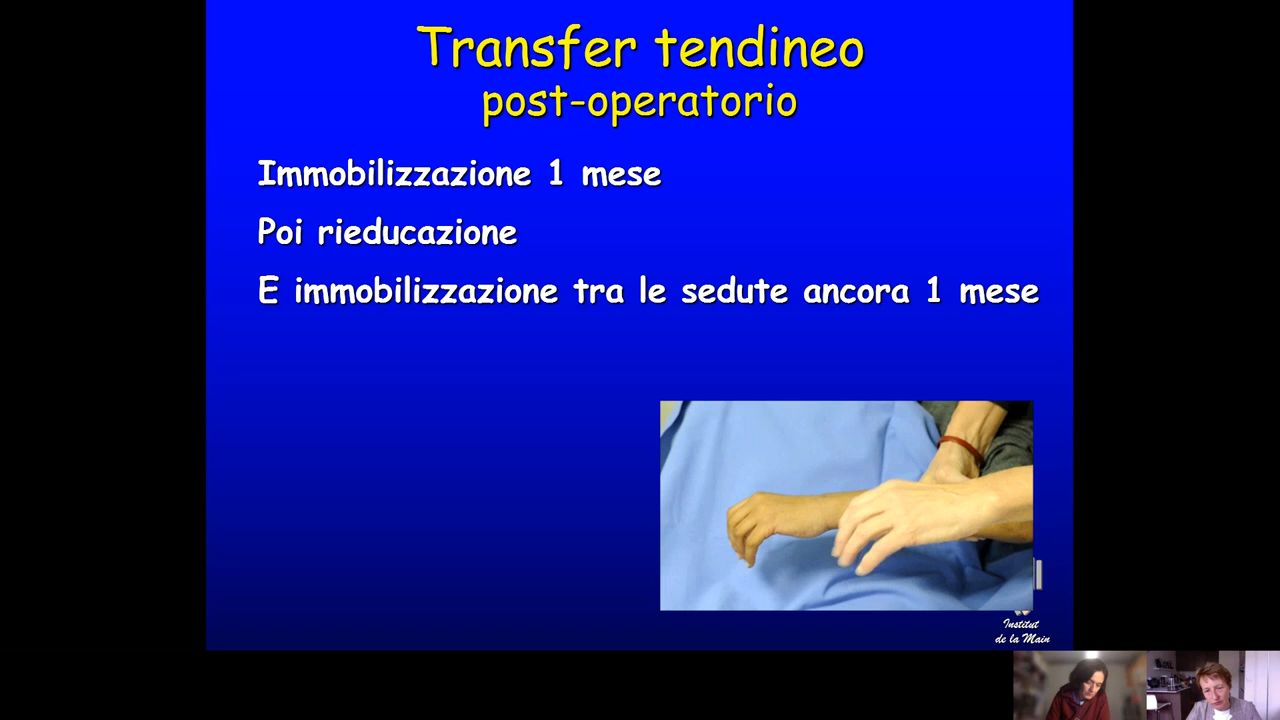 Transfer tendineo
post-operatorio
Immobilizzazione 1 mese
Poi rieducazione
E immobilizzazione tra le sedute ancora 1 mese
Institut
de la Main